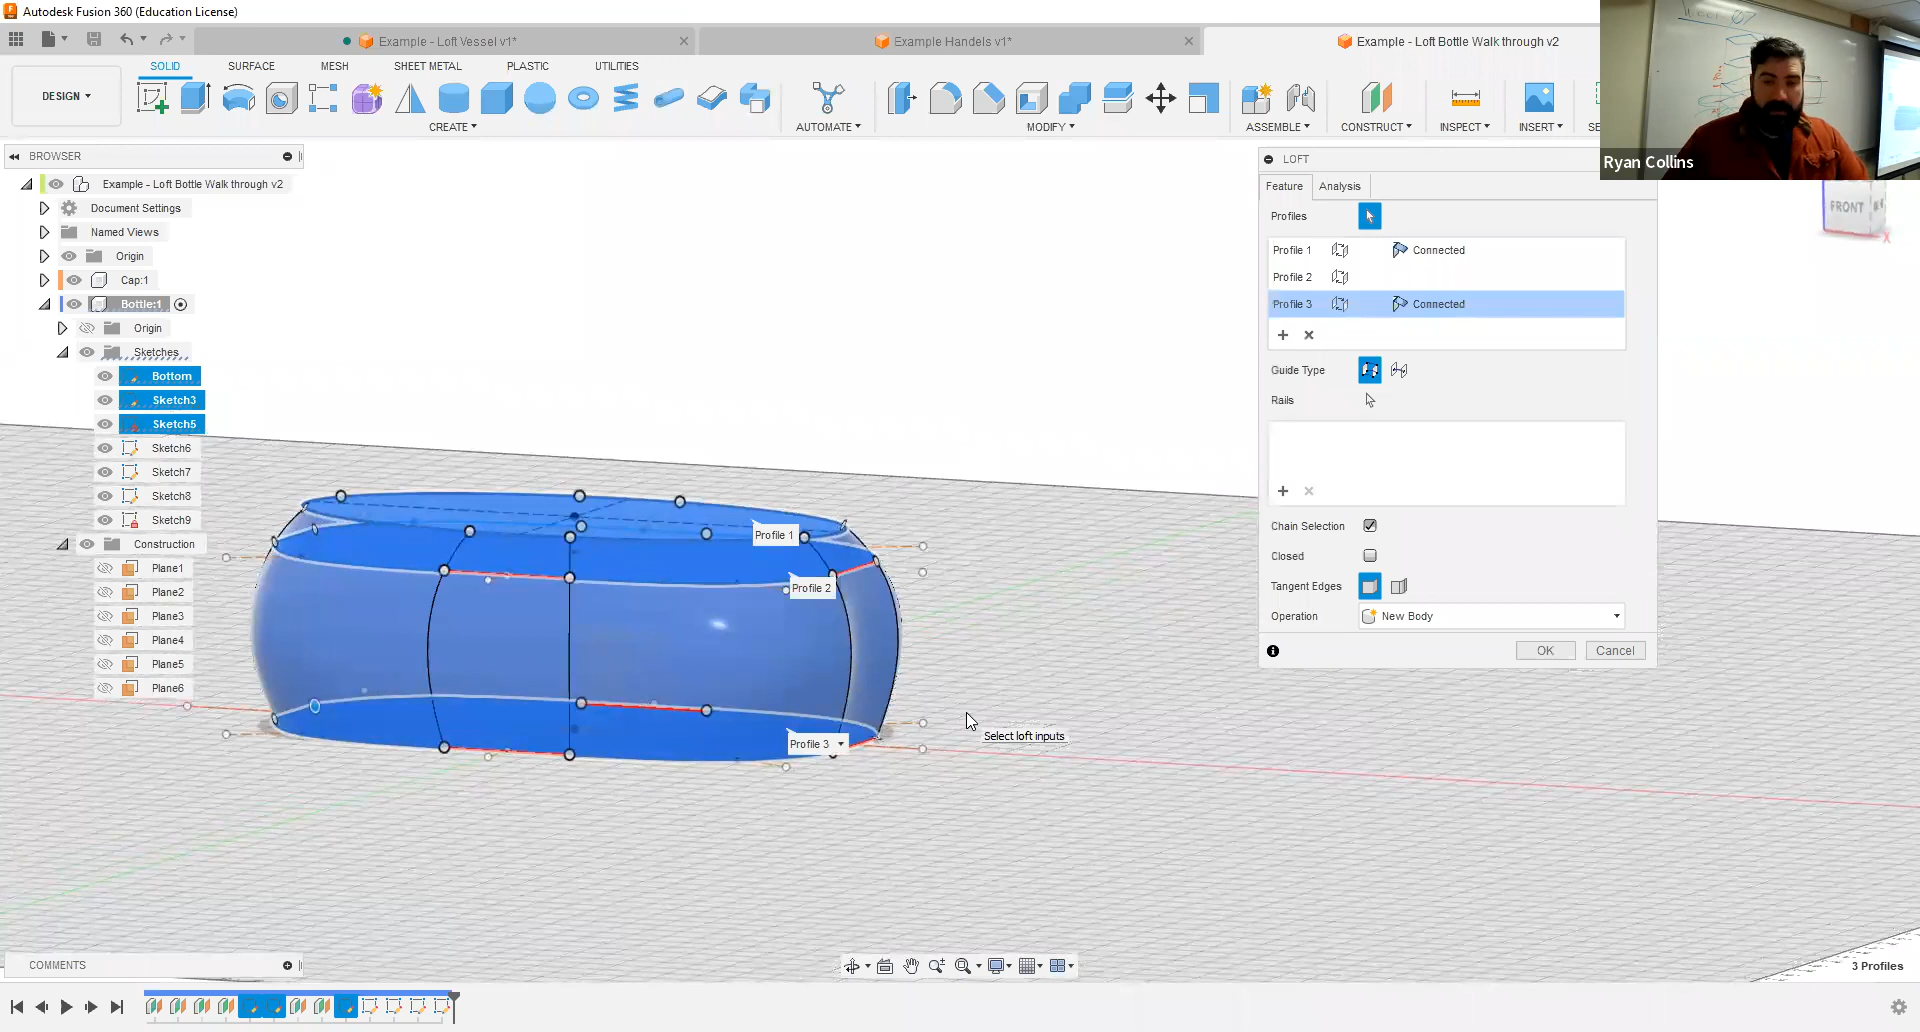 Autodesk Fusion 360 (Education License)
Example - Loft Vessel v1*
Example Handels v1*
Example - Loft Bottle Walk through v2
SOLID
SURFACE
MESH
SHEET METAL
PLASTIC
UTILITIES
DESIGN
CREATE
AUTOMATE
MODIFY
ASSEMBLE
CONSTRUCT
INSPECT
INSERT
SE
Ryan Collins
BROWSER
Example - Loft Bottle Walk through v2
Document Settings
Named Views
Origin
Cap:1
Bottle:1
Origin
Sketches
Bottom
Sketch3
Sketch5
Sketch6
Sketch7
Sketch8
Sketch9
Construction
Plane1
Plane2
Plane3
Plane4
Plane5
Plane6
Profile 1
Profile 2
Profile 3
Select loft inputs
LOFT
Feature
Analysis
Profiles
Profile 1 Connected
Profile 2
Profile 3 Connected
Guide Type
Rails
Chain Selection
Closed
Tangent Edges
Operation New Body
OK
Cancel
FRONT
X
COMMENTS
3 Profiles